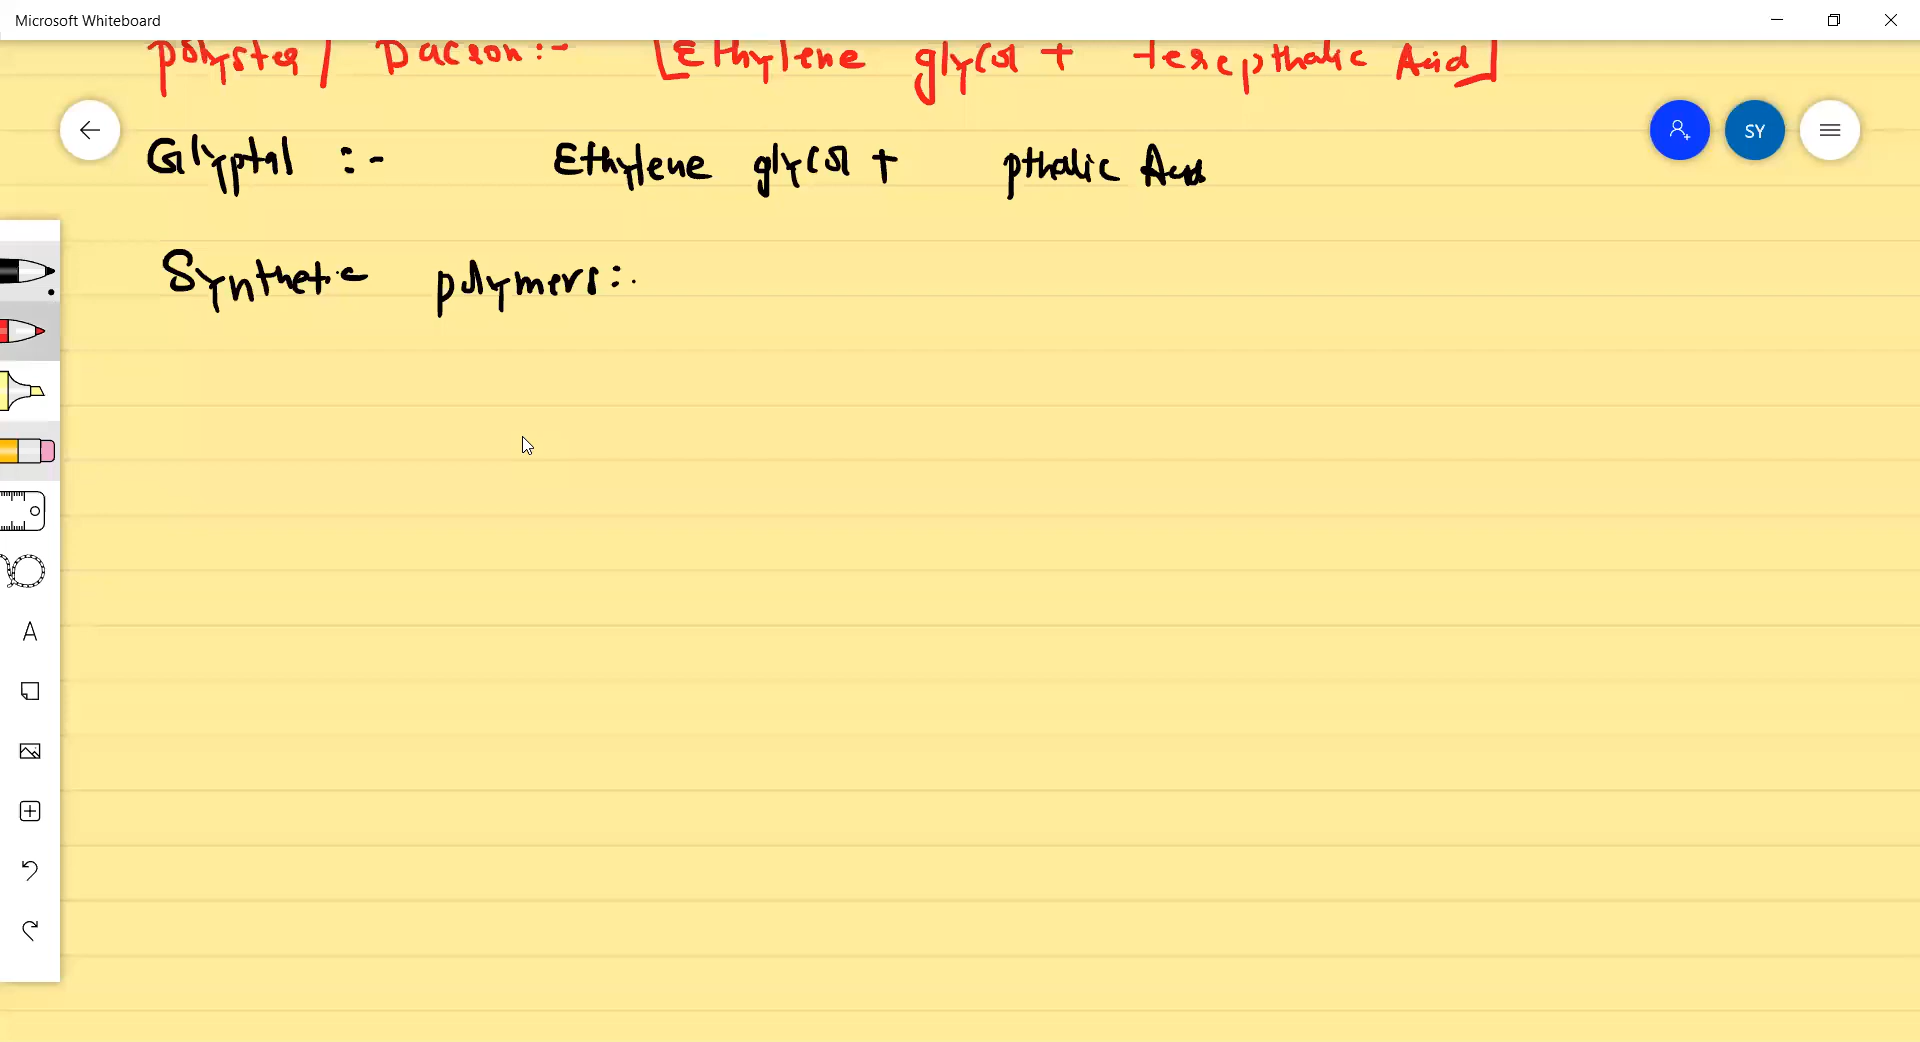 Microsoft Whiteboard
polyster / Dacron :- [Ethylene glycol + terepthalic Acid]
Glyptal :- Ethylene glycol + pthalic Acid
SY
Synthetic polymers :-
A